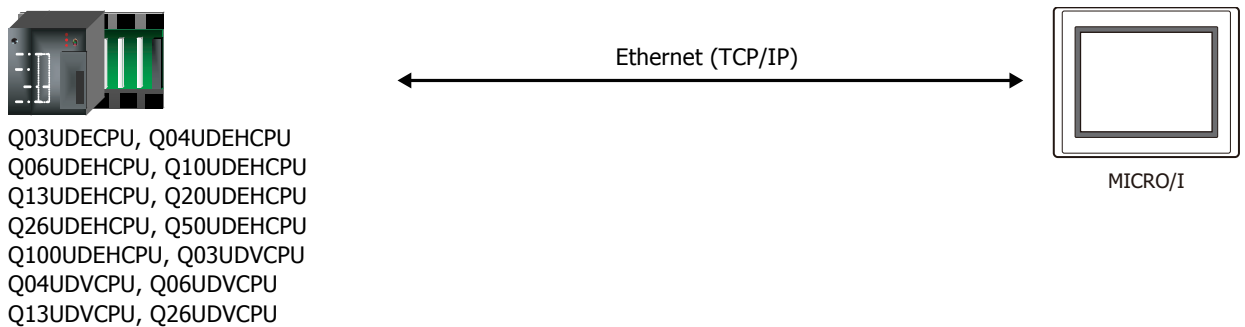 Ethernet (TCP/IP)
Q03UDECPU, Q04UDEHCPU
Q06UDEHCPU, Q10UDEHCPU
Q13UDEHCPU, Q20UDEHCPU
Q26UDEHCPU, Q50UDEHCPU
Q100UDEHCPU, Q03UDVCPU
Q04UDVCPU, Q06UDVCPU
Q13UDVCPU, Q26UDVCPU
MICRO/I